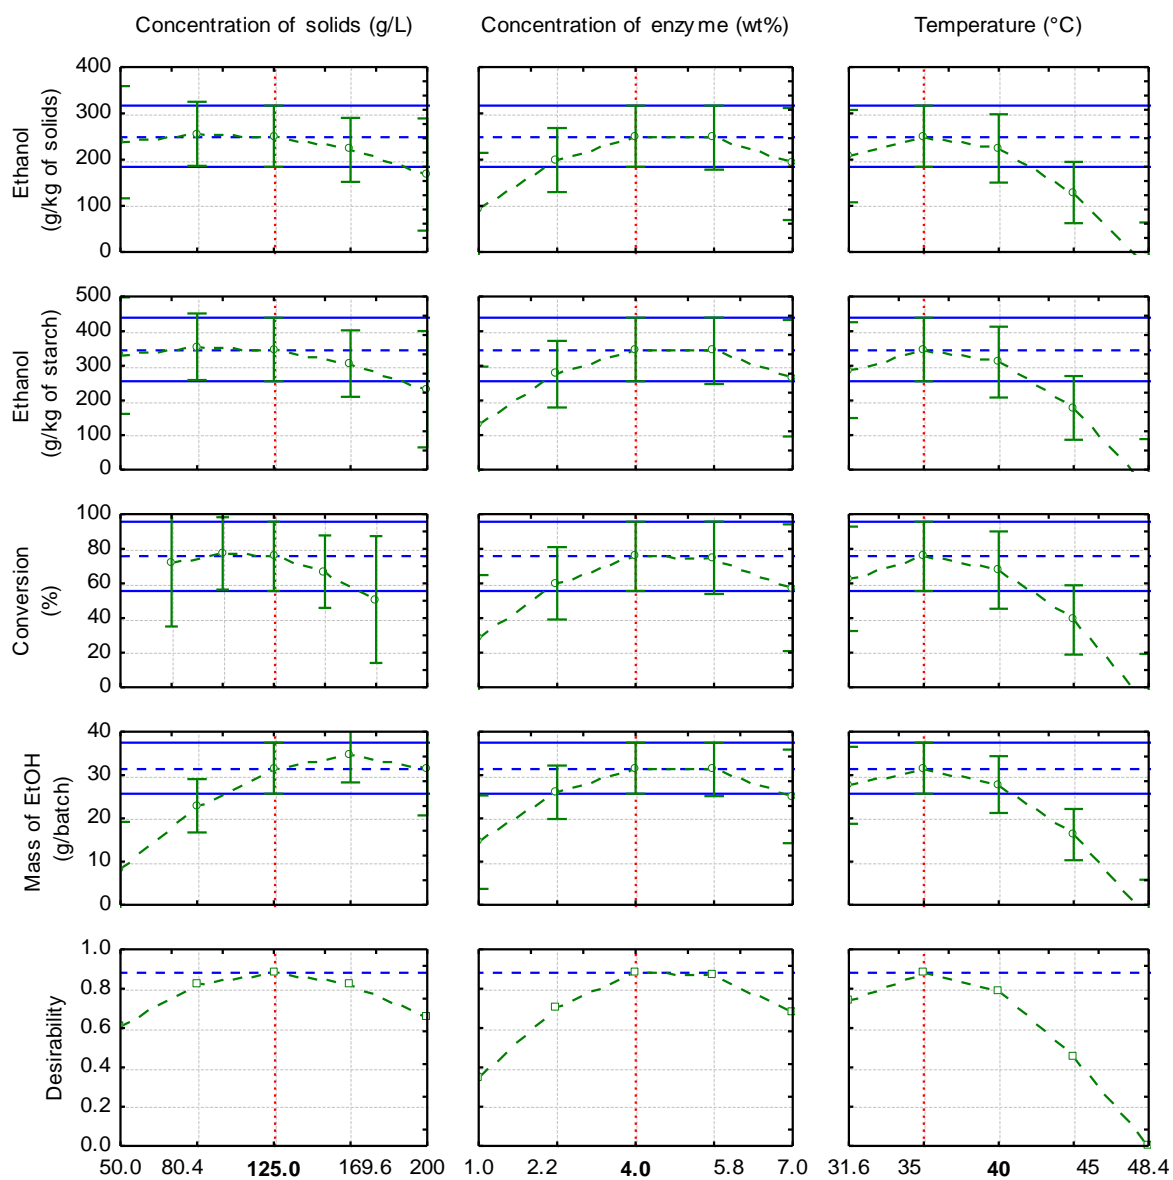 Concentration of solids (g/L) Concentration of enzyme (wt%) Temperature (°C)
Ethanol
(g/kg of solids)
400
300
200
100
0
Ethanol
(g/kg of starch)
500
400
300
200
100
0
Conversion
(%)
100
80
60
40
20
0
Mass of EtOH
(g/batch)
40
30
20
10
0
Desirability
1.0
0.8
0.6
0.4
0.2
0.0
50.0 80.4 125.0 169.6 200 1.0 2.2 4.0 5.8 7.0 31.6 35 40 45 48.4